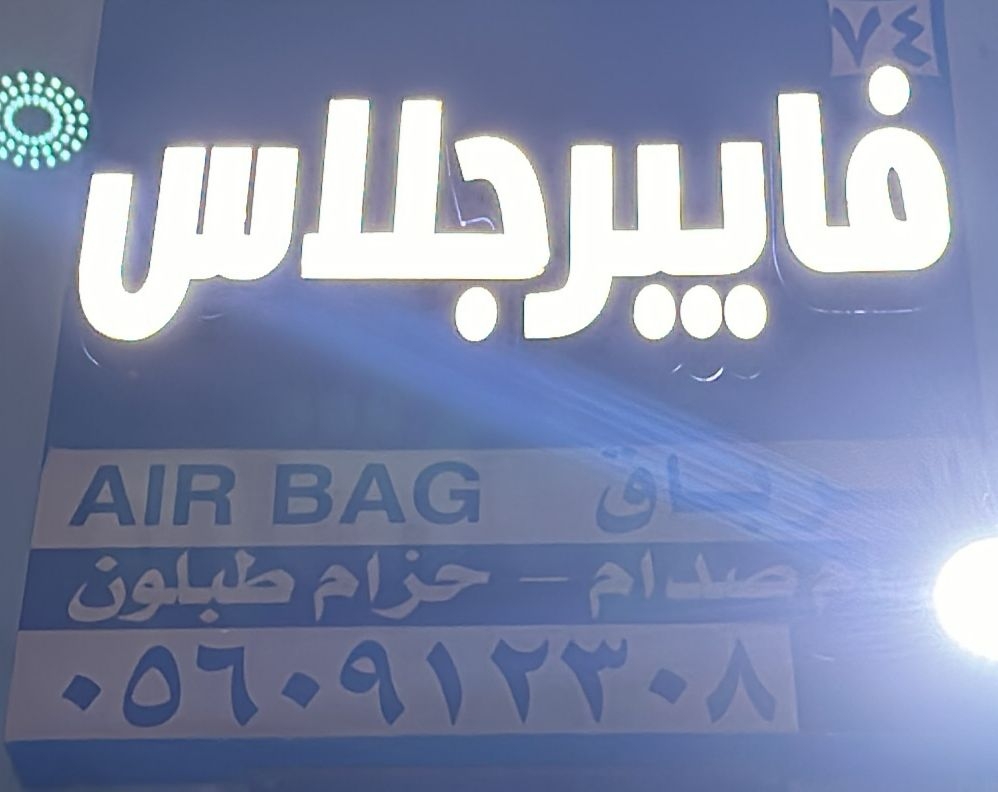 ٧٤
فايبرجلاس
AIR BAG
صدام – حزام طبلون
٠٥٦٠٩١٢٣٠٨